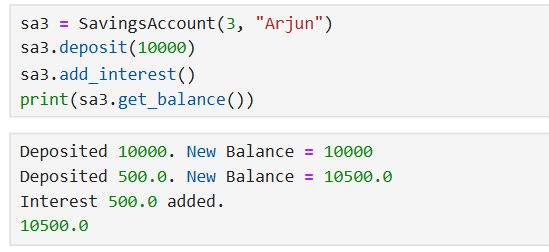 sa3 = SavingsAccount(3, "Arjun")
sa3.deposit(10000)
sa3.add_interest()
print(sa3.get_balance())
Deposited 10000. New Balance = 10000
Deposited 500.0. New Balance = 10500.0
Interest 500.0 added.
10500.0